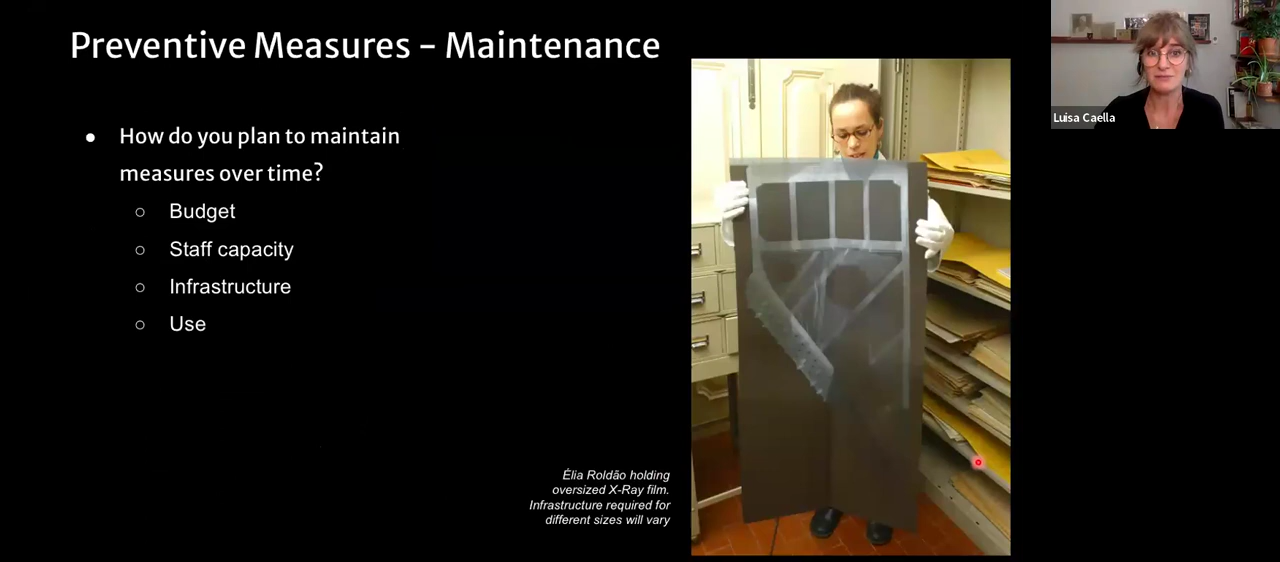 Preventive Measures - Maintenance
● How do you plan to maintain
measures over time?
○ Budget
○ Staff capacity
○ Infrastructure
○ Use
Élia Roldão holding
oversized X-Ray film.
Infrastructure required for
different sizes will vary
Luisa Caella